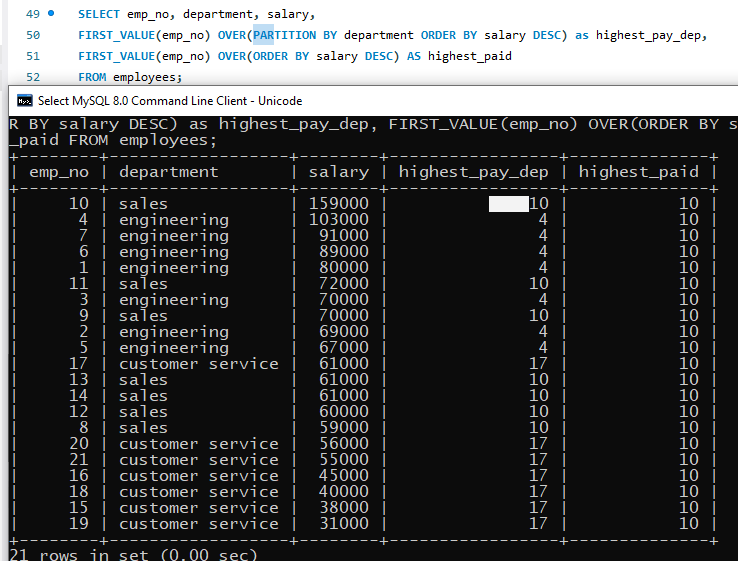 49 SELECT emp_no, department, salary,
50 FIRST_VALUE(emp_no) OVER(PARTITION BY department ORDER BY salary DESC) as highest_pay_dep,
51 FIRST_VALUE(emp_no) OVER(ORDER BY salary DESC) AS highest_paid
52 FROM employees;
Select MySQL 8.0 Command Line Client - Unicode
R BY salary DESC) as highest_pay_dep, FIRST_VALUE(emp_no) OVER(ORDER BY s
_paid FROM employees;
+--------+------------------+--------+-----------------+--------------+
| emp_no | department | salary | highest_pay_dep | highest_paid |
+--------+------------------+--------+-----------------+--------------+
| 10 | sales | 159000 | 10 | 10 |
| 4 | engineering | 103000 | 4 | 10 |
| 7 | engineering | 91000 | 4 | 10 |
| 6 | engineering | 89000 | 4 | 10 |
| 1 | engineering | 80000 | 4 | 10 |
| 11 | sales | 72000 | 10 | 10 |
| 3 | engineering | 70000 | 4 | 10 |
| 9 | sales | 70000 | 10 | 10 |
| 2 | engineering | 69000 | 4 | 10 |
| 5 | engineering | 67000 | 4 | 10 |
| 17 | customer service | 61000 | 17 | 10 |
| 13 | sales | 61000 | 10 | 10 |
| 14 | sales | 61000 | 10 | 10 |
| 12 | sales | 60000 | 10 | 10 |
| 8 | sales | 59000 | 10 | 10 |
| 20 | customer service | 56000 | 17 | 10 |
| 21 | customer service | 55000 | 17 | 10 |
| 16 | customer service | 45000 | 17 | 10 |
| 18 | customer service | 40000 | 17 | 10 |
| 15 | customer service | 38000 | 17 | 10 |
| 19 | customer service | 31000 | 17 | 10 |
+--------+------------------+--------+-----------------+--------------+
21 rows in set (0.00 sec)